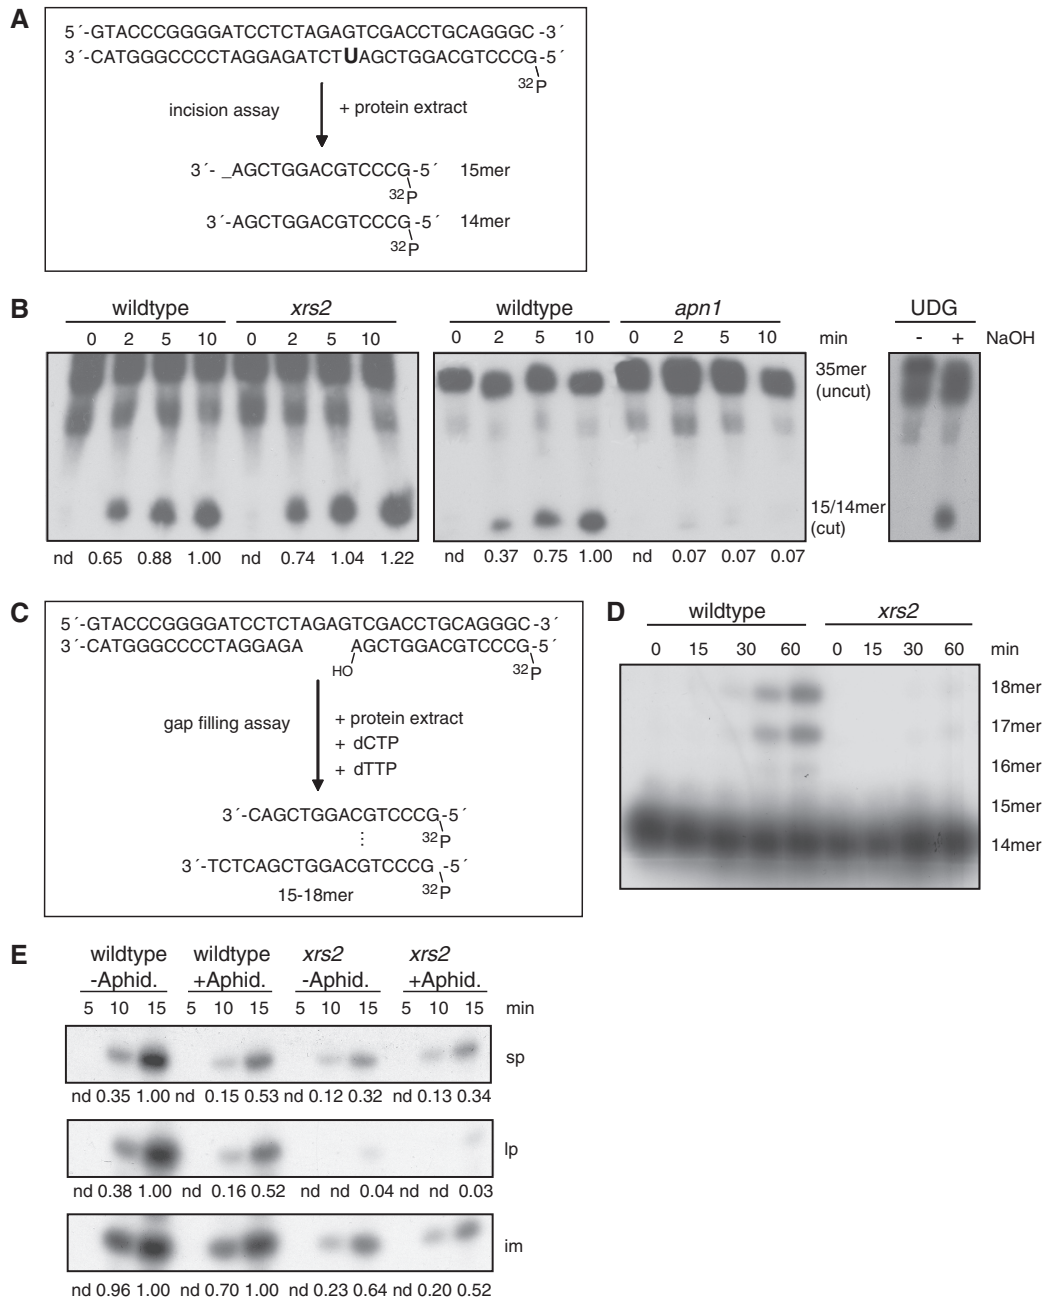 A
5´-GTACCCGGGGATCCTCTAGAGTCGACCTGCAGGGC-3´
3´-CATGGGCCCCTAGGAGATCTUAGCTGGACGTCCCG-5´
32P
incision assay
+ protein extract
3´- _AGCTGGACGTCCCG-5´ 15mer
32P
3´-AGCTGGACGTCCCG-5´ 14mer
32P
B
wildtype xrs2 wildtype apn1 UDG
0 2 5 10 0 2 5 10 0 2 5 10 0 2 5 10 min - + NaOH
35mer
(uncut)
15/14mer
(cut)
nd 0.65 0.88 1.00 nd 0.74 1.04 1.22 nd 0.37 0.75 1.00 nd 0.07 0.07 0.07
C
5´-GTACCCGGGGATCCTCTAGAGTCGACCTGCAGGGC-3´
3´-CATGGGCCCCTAGGAGA AGCTGGACGTCCCG-5´
HO 32P
gap filling assay
+ protein extract
+ dCTP
+ dTTP
3´-CAGCTGGACGTCCCG-5´
32P
3´-TCTCAGCTGGACGTCCCG-5´
15-18mer 32P
D
wildtype xrs2
0 15 30 60 0 15 30 60 min
18mer
17mer
16mer
15mer
14mer
E
wildtype wildtype xrs2 xrs2
-Aphid. +Aphid. -Aphid. +Aphid.
5 10 15 5 10 15 5 10 15 5 10 15 min
sp
nd 0.35 1.00 nd 0.15 0.53 nd 0.12 0.32 nd 0.13 0.34
lp
nd 0.38 1.00 nd 0.16 0.52 nd nd 0.04 nd nd 0.03
im
nd 0.96 1.00 nd 0.70 1.00 nd 0.23 0.64 nd 0.20 0.52